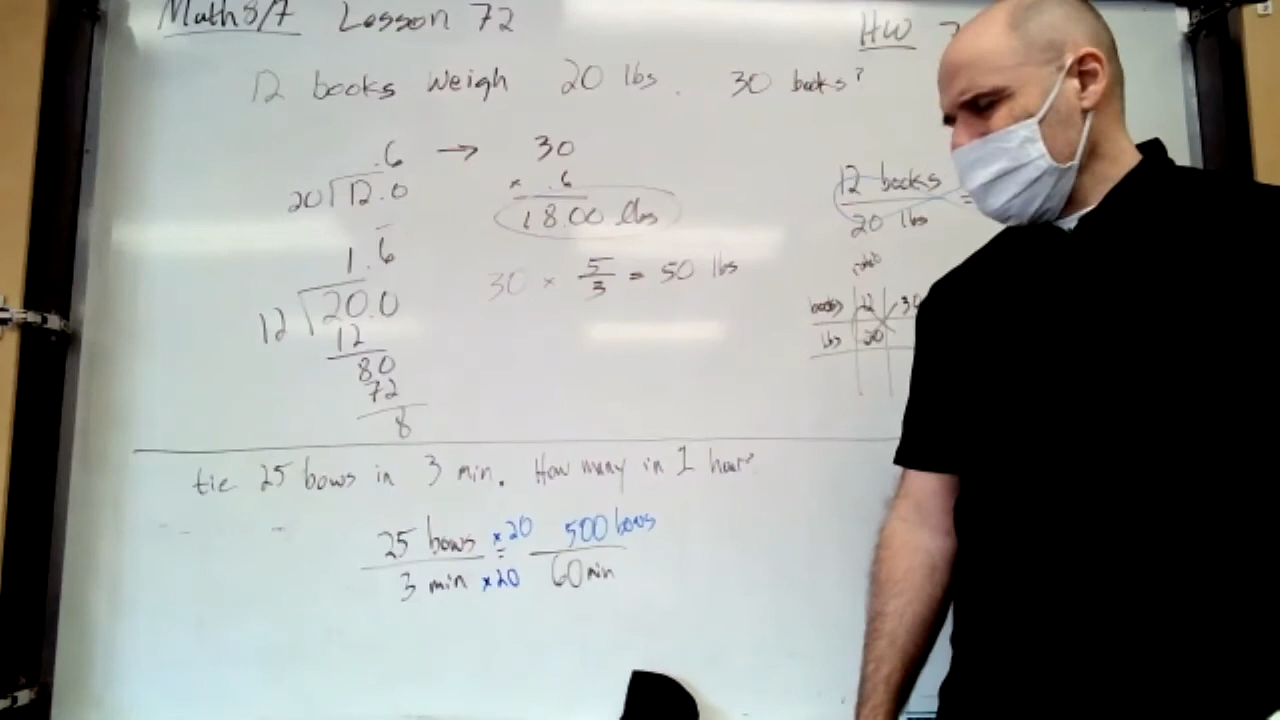 Math 8/7 Lesson 72
HW
12 books weigh 20 lbs. 30 books?
.6 → 30
20 12.0
× .6
18.00 lbs
1.6
12 20.0
12
80
72
8
30 × 5/3 = 50 lbs
12 books =
20 lbs
books 12
lbs 20
tie 25 bows in 3 min. How many in 1 hour?
25 bows ×20 = 500 bows
3 min ×20 60 min